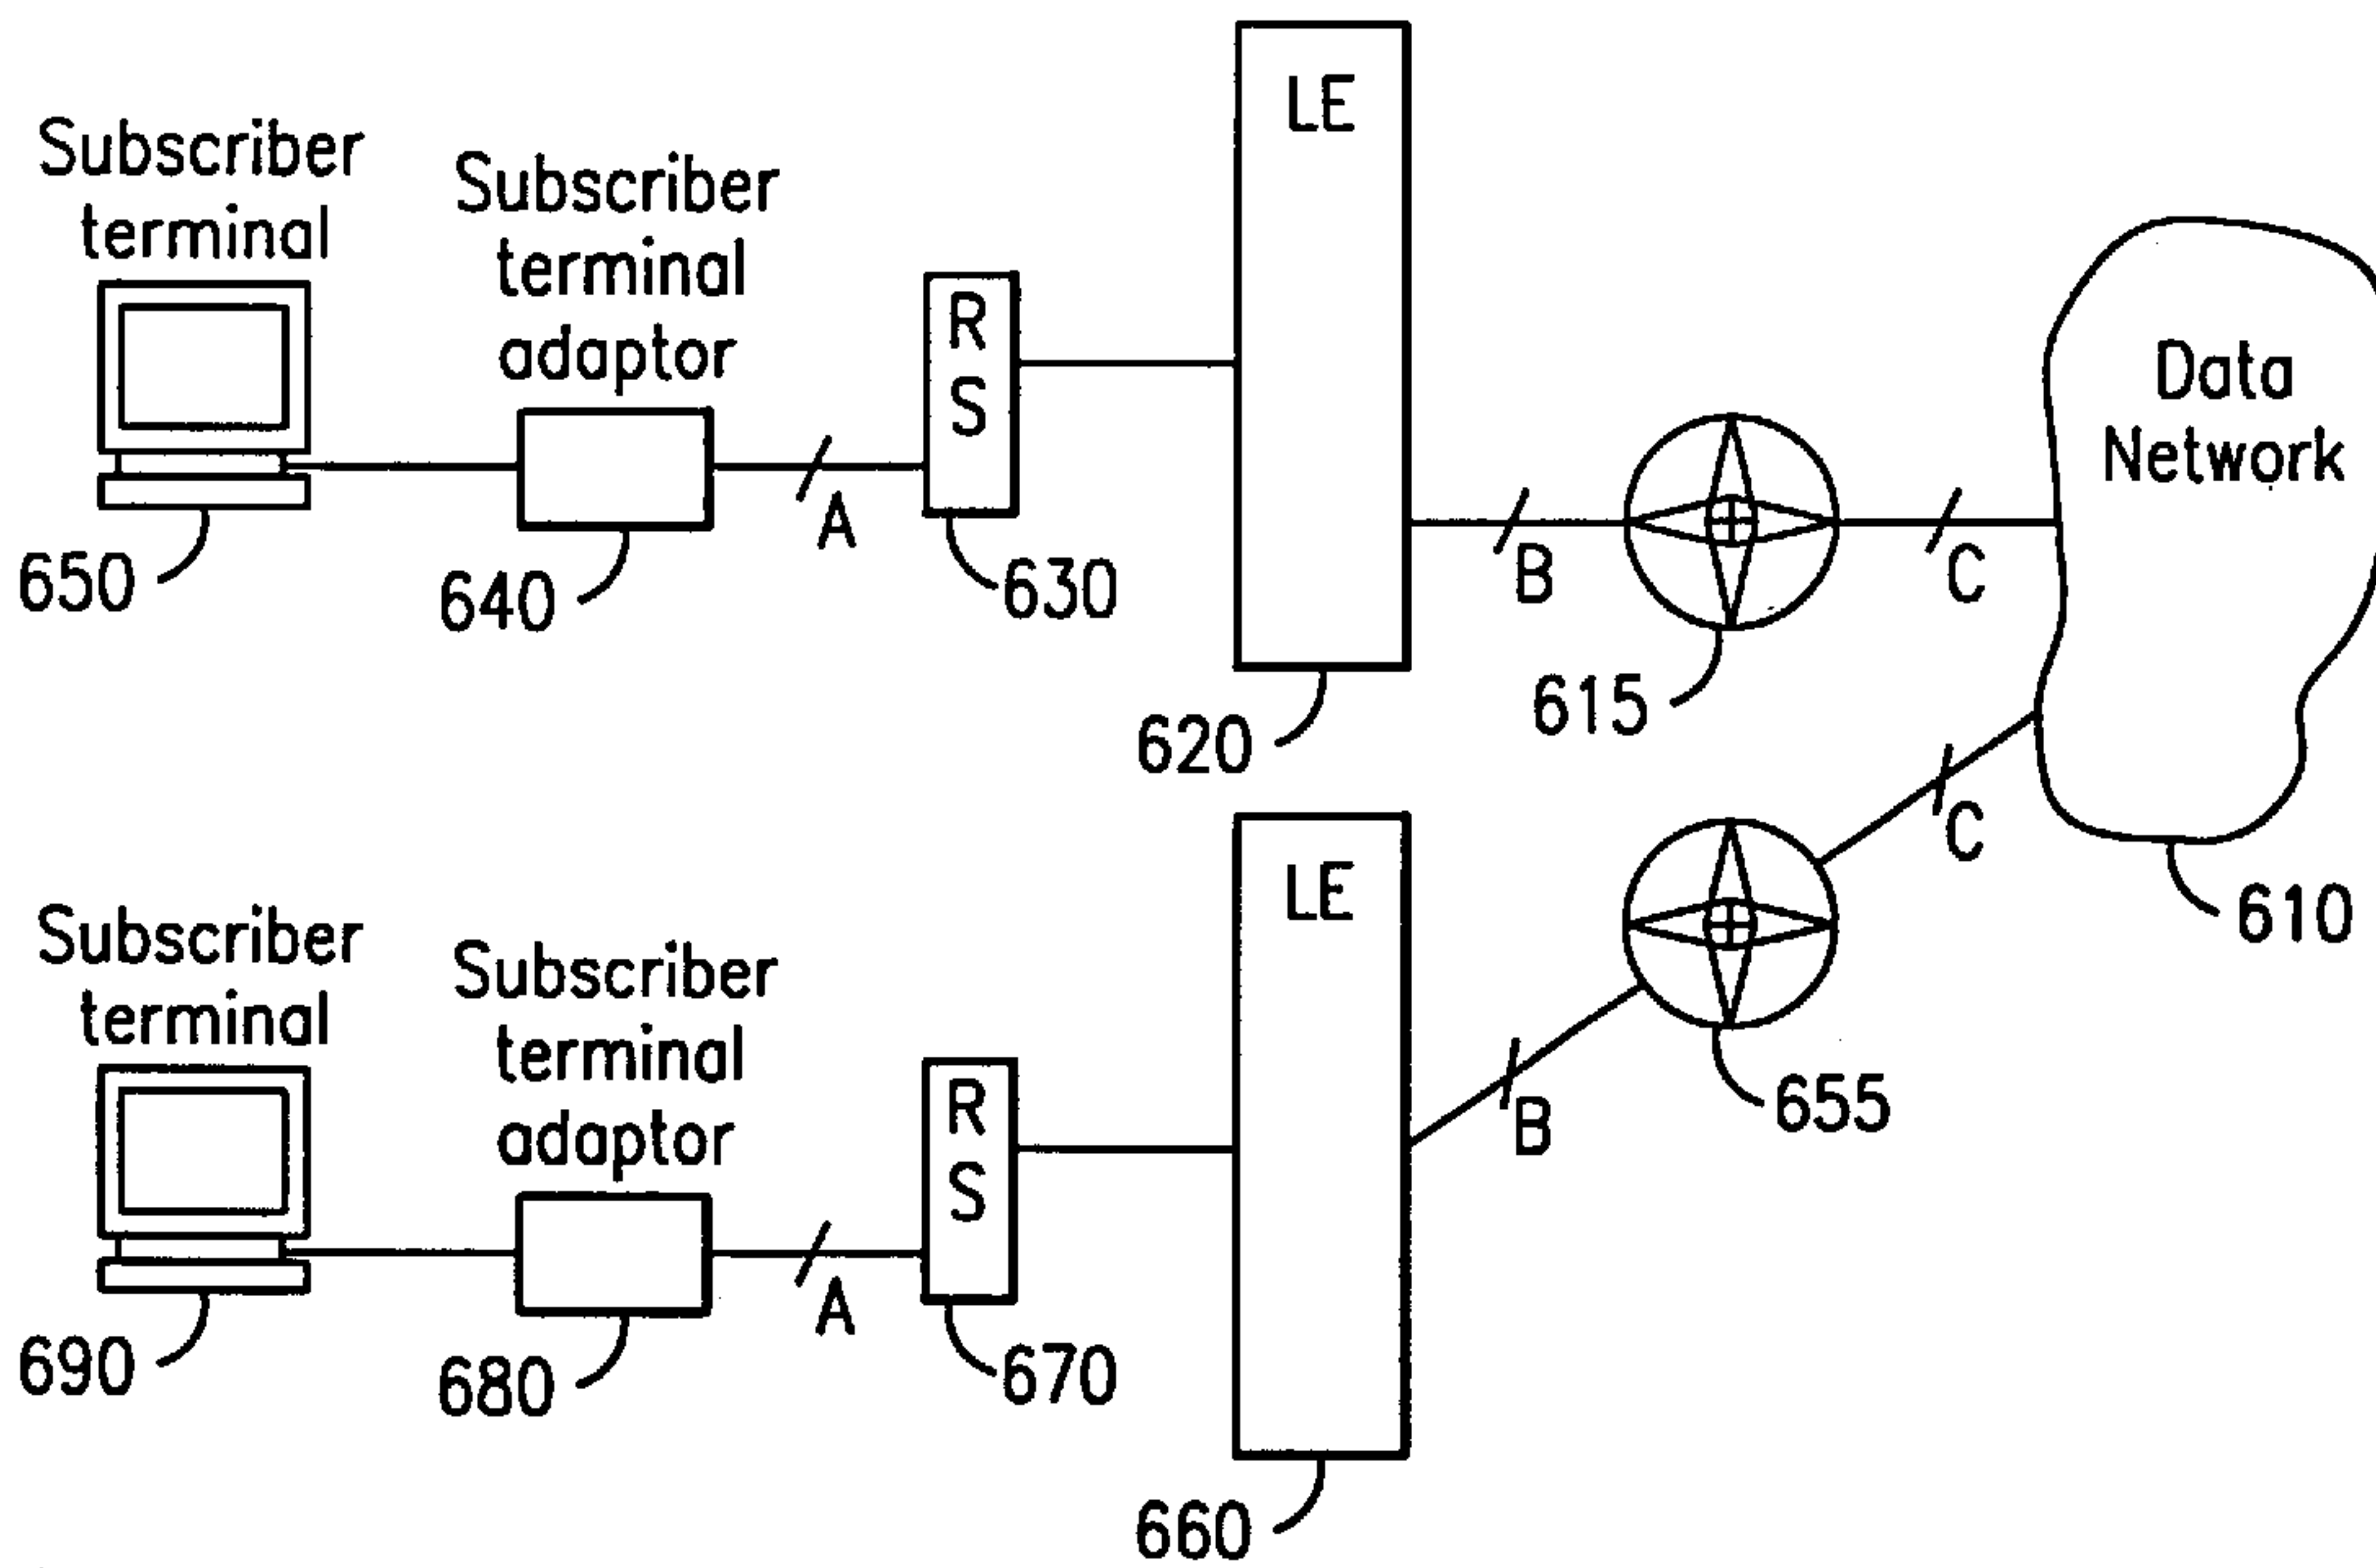 LE
Subscriber
terminal
Subscriber
terminal
adaptor
R
S
Data
Network
A
B
C
650
640
630
615
620
C
LE
610
Subscriber
terminal
Subscriber
terminal
adaptor
R
S
655
B
A
690
680
670
660